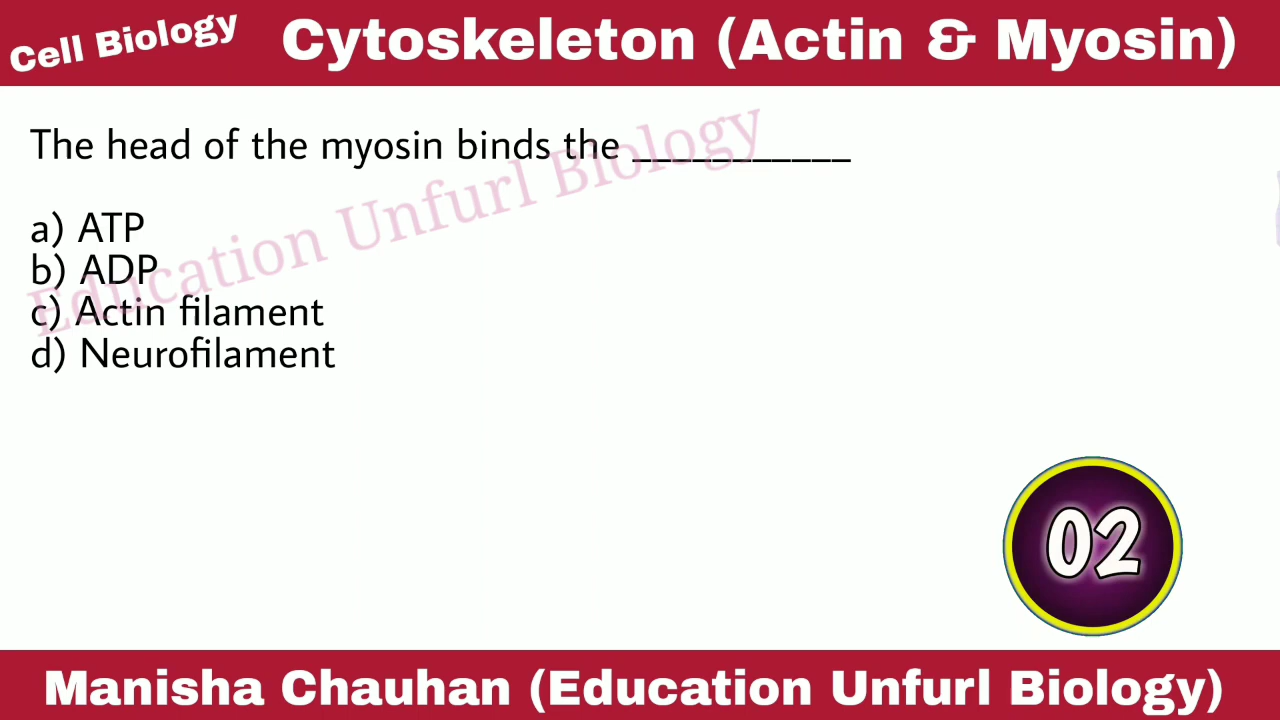 Cell Biology
Cytoskeleton (Actin & Myosin)
The head of the myosin binds the ___________
a) ATP
b) ADP
c) Actin filament
d) Neurofilament
Education Unfurl Biology
02
Manisha Chauhan (Education Unfurl Biology)